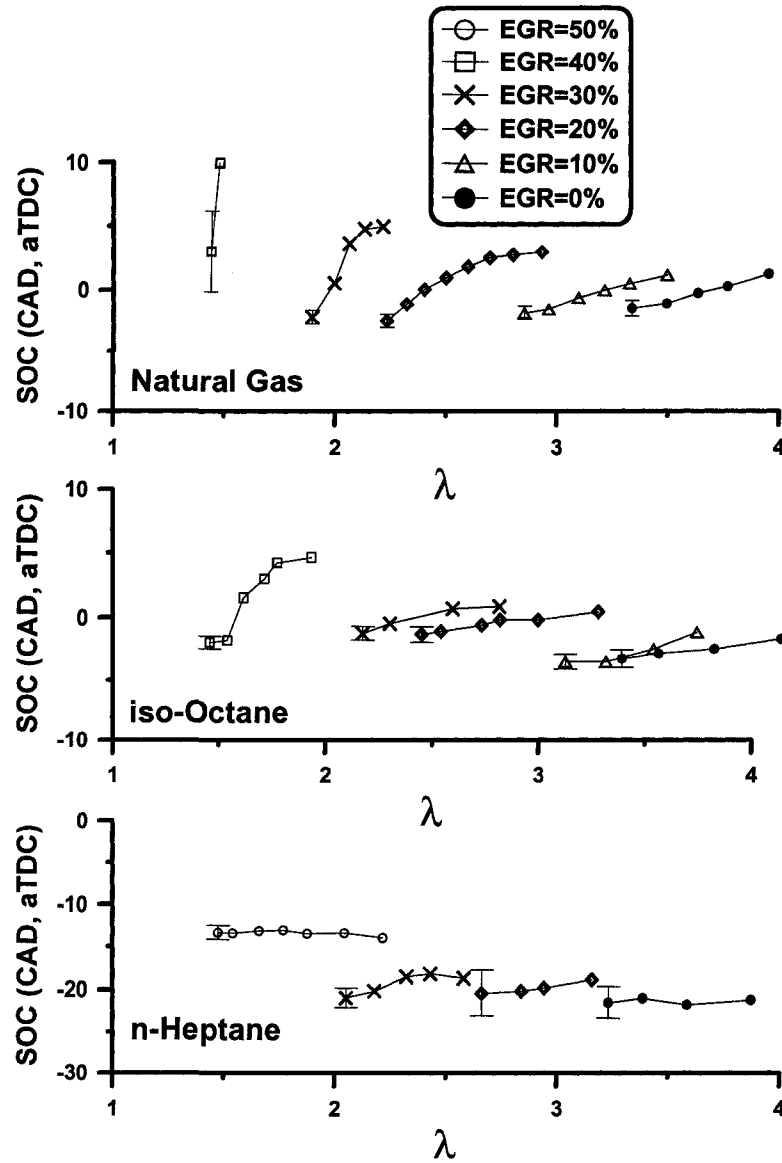 EGR=50%
EGR=40%
EGR=30%
EGR=20%
EGR=10%
EGR=0%
SOC (CAD, aTDC)
10
0
-10
Natural Gas
1
2
3
4
λ
SOC (CAD, aTDC)
10
0
-10
iso-Octane
1
2
3
4
λ
SOC (CAD, aTDC)
0
-10
-20
-30
n-Heptane
1
2
3
4
λ